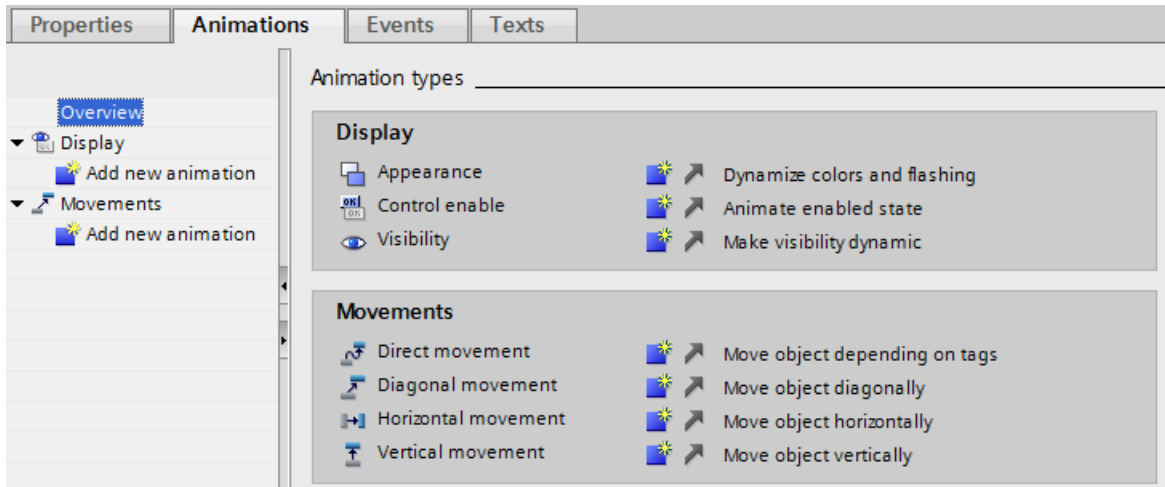 Properties Animations Events Texts
Animation types
Overview
Display
Add new animation
Movements
Add new animation
Display
Appearance Dynamize colors and flashing
Control enable Animate enabled state
Visibility Make visibility dynamic
Movements
Direct movement Move object depending on tags
Diagonal movement Move object diagonally
Horizontal movement Move object horizontally
Vertical movement Move object vertically